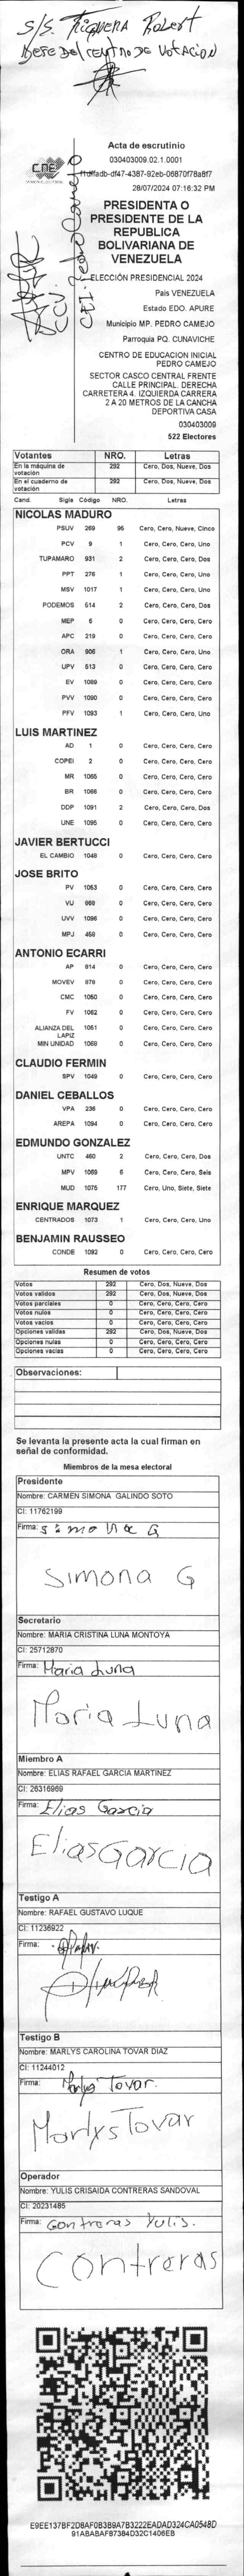 S/S. Higuera Robert
Jefe Del centro De Votacion
CNE
CCV.
Acta de escrutinio
030403009.02.1.0001
28/07/2024 07:16:32 PM
PRESIDENTA O
PRESIDENTE DE LA
REPUBLICA
BOLIVARIANA DE
VENEZUELA
ELECCIÓN PRESIDENCIAL 2024
País VENEZUELA
Estado EDO. APURE
Municipio MP. PEDRO CAMEJO
Parroquia PQ. CUNAVICHE
CENTRO DE EDUCACION INICIAL
PEDRO CAMEJO
SECTOR CASCO CENTRAL FRENTE
CALLE PRINCIPAL. DERECHA
CARRETERA 4. IZQUIERDA CARRERA
2 A 20 METROS DE LA CANCHA
DEPORTIVA CASA
030403009
522 Electores
Votantes NRO. Letras
En la máquina de votación 292 Cero, Dos, Nueve, Dos
En el cuaderno de votación 292 Cero, Dos, Nueve, Dos
Cand. Sigla Código NRO. Letras
NICOLAS MADURO
PSUV 269 95 Cero, Cero, Nueve, Cinco
PCV 9 1 Cero, Cero, Cero, Uno
TUPAMARO 931 2 Cero, Cero, Cero, Dos
PPT 276 1 Cero, Cero, Cero, Uno
MSV 1017 1 Cero, Cero, Cero, Uno
PODEMOS 514 2 Cero, Cero, Cero, Dos
MEP 6 0 Cero, Cero, Cero, Cero
APC 219 0 Cero, Cero, Cero, Cero
ORA 906 1 Cero, Cero, Cero, Uno
UPV 513 0 Cero, Cero, Cero, Cero
EV 1089 0 Cero, Cero, Cero, Cero
PVV 1090 0 Cero, Cero, Cero, Cero
PFV 1093 1 Cero, Cero, Cero, Uno
LUIS MARTINEZ
AD 1 0 Cero, Cero, Cero, Cero
COPEI 2 0 Cero, Cero, Cero, Cero
MR 1065 0 Cero, Cero, Cero, Cero
BR 1066 0 Cero, Cero, Cero, Cero
DDP 1091 2 Cero, Cero, Cero, Dos
UNE 1095 0 Cero, Cero, Cero, Cero
JAVIER BERTUCCI
EL CAMBIO 1048 0 Cero, Cero, Cero, Cero
JOSE BRITO
PV 1053 0 Cero, Cero, Cero, Cero
VU 868 0 Cero, Cero, Cero, Cero
UVV 1096 0 Cero, Cero, Cero, Cero
MPJ 458 0 Cero, Cero, Cero, Cero
ANTONIO ECARRI
AP 814 0 Cero, Cero, Cero, Cero
MOVEV 878 0 Cero, Cero, Cero, Cero
CMC 1050 0 Cero, Cero, Cero, Cero
FV 1062 0 Cero, Cero, Cero, Cero
ALIANZA DEL LAPIZ 1051 0 Cero, Cero, Cero, Cero
MIN UNIDAD 1068 0 Cero, Cero, Cero, Cero
CLAUDIO FERMIN
SPV 1049 0 Cero, Cero, Cero, Cero
DANIEL CEBALLOS
VPA 236 0 Cero, Cero, Cero, Cero
AREPA 1094 0 Cero, Cero, Cero, Cero
EDMUNDO GONZALEZ
UNTC 460 2 Cero, Cero, Cero, Dos
MPV 1069 6 Cero, Cero, Cero, Seis
MUD 1075 177 Cero, Uno, Siete, Siete
ENRIQUE MARQUEZ
CENTRADOS 1073 1 Cero, Cero, Cero, Uno
BENJAMIN RAUSSEO
CONDE 1092 0 Cero, Cero, Cero, Cero
Resumen de votos
Votos 292 Cero, Dos, Nueve, Dos
Votos validos 292 Cero, Dos, Nueve, Dos
Votos parciales 0 Cero, Cero, Cero, Cero
Votos nulos 0 Cero, Cero, Cero, Cero
Votos vacios 0 Cero, Cero, Cero, Cero
Opciones validas 292 Cero, Dos, Nueve, Dos
Opciones nulas 0 Cero, Cero, Cero, Cero
Opciones vacias 0 Cero, Cero, Cero, Cero
Observaciones:
Se levanta la presente acta la cual firman en
señal de conformidad.
Miembros de la mesa electoral
Presidente
Nombre: CARMEN SIMONA GALINDO SOTO
CI: 11762199
Firma: Simona G
Simona G
Secretario
Nombre: MARIA CRISTINA LUNA MONTOYA
CI: 25712870
Firma: Maria Luna
Maria Luna
Miembro A
Nombre: ELIAS RAFAEL GARCIA MARTINEZ
CI: 26316969
Firma: Elias Garcia
Elias Garcia
Testigo A
Nombre: RAFAEL GUSTAVO LUQUE
CI: 11236922
Firma:
Testigo B
Nombre: MARLYS CAROLINA TOVAR DIAZ
CI: 11244012
Firma: Marlys Tovar.
Marlys Tovar
Operador
Nombre: YULIS CRISAIDA CONTRERAS SANDOVAL
CI: 20231485
Firma: Contreras Yulis.
Contreras
E9EE137BF2D8AF0B3B9A7B3222EADAD324CA0548D
91ABABAF87384D32C1406EB